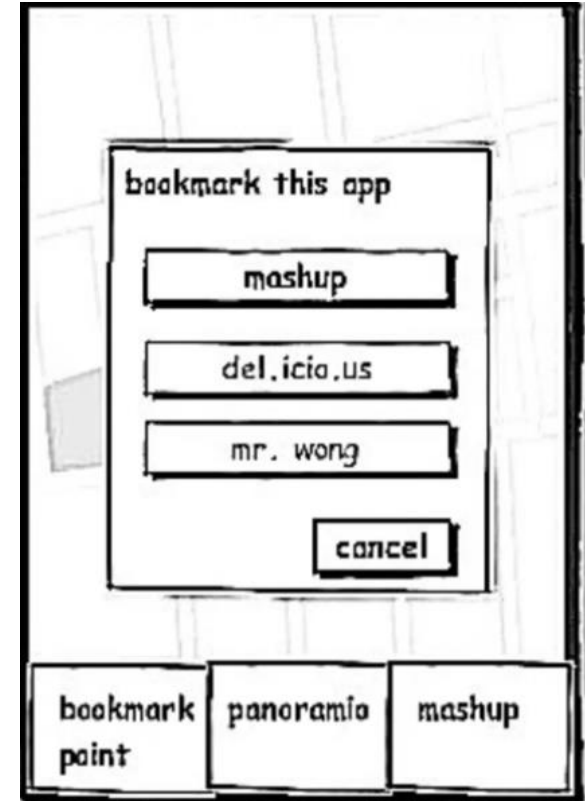 bookmark this app
mashup
del.icio.us
mr. wong
cancel
bookmark point
panoramio
mashup